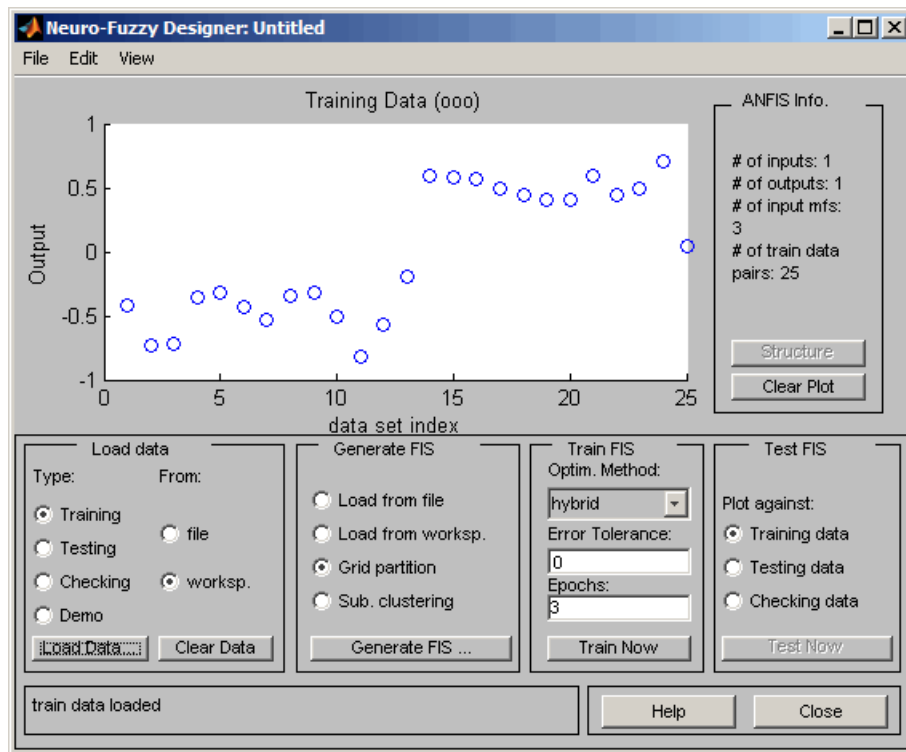 Neuro-Fuzzy Designer: Untitled
File Edit View
Training Data (ooo)
1
0.5
0
-0.5
-1
Output
0 5 10 15 20 25
data set index
ANFIS Info.
# of inputs: 1
# of outputs: 1
# of input mfs:
3
# of train data
pairs: 25
Structure
Clear Plot
Load data
Type: From:
Training
Testing
Checking
Demo
file
worksp.
Load Data...
Clear Data
Generate FIS
Load from file
Load from worksp.
Grid partition
Sub. clustering
Generate FIS ...
Train FIS
Optim. Method:
hybrid
Error Tolerance:
0
Epochs:
3
Train Now
Test FIS
Plot against:
Training data
Testing data
Checking data
Test Now
train data loaded
Help
Close